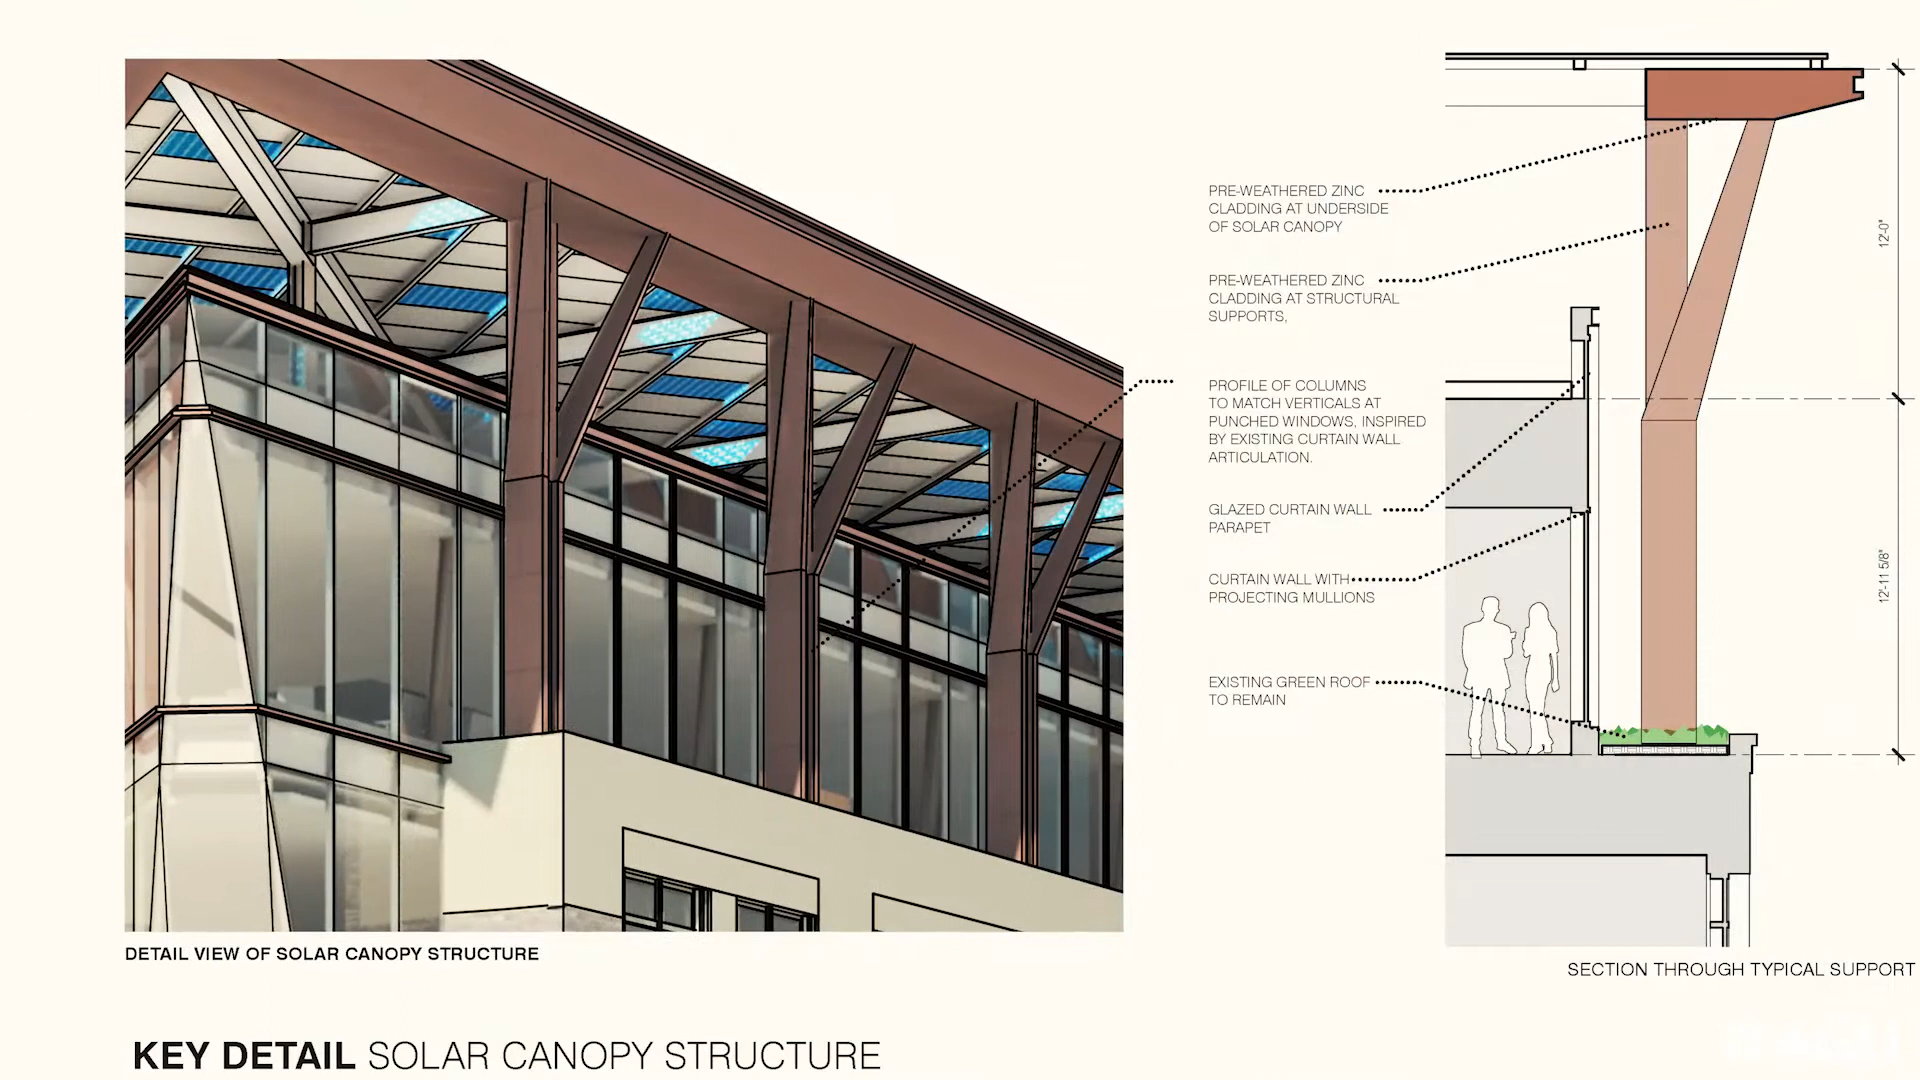 PRE-WEATHERED ZINC
CLADDING AT UNDERSIDE
OF SOLAR CANOPY
PRE-WEATHERED ZINC
CLADDING AT STRUCTURAL
SUPPORTS,
PROFILE OF COLUMNS
TO MATCH VERTICALS AT
PUNCHED WINDOWS, INSPIRED
BY EXISTING CURTAIN WALL
ARTICULATION.
GLAZED CURTAIN WALL
PARAPET
CURTAIN WALL WITH
PROJECTING MULLIONS
EXISTING GREEN ROOF
TO REMAIN
12'-0"
12'-11 5/8"
DETAIL VIEW OF SOLAR CANOPY STRUCTURE
SECTION THROUGH TYPICAL SUPPORT
KEY DETAIL SOLAR CANOPY STRUCTURE